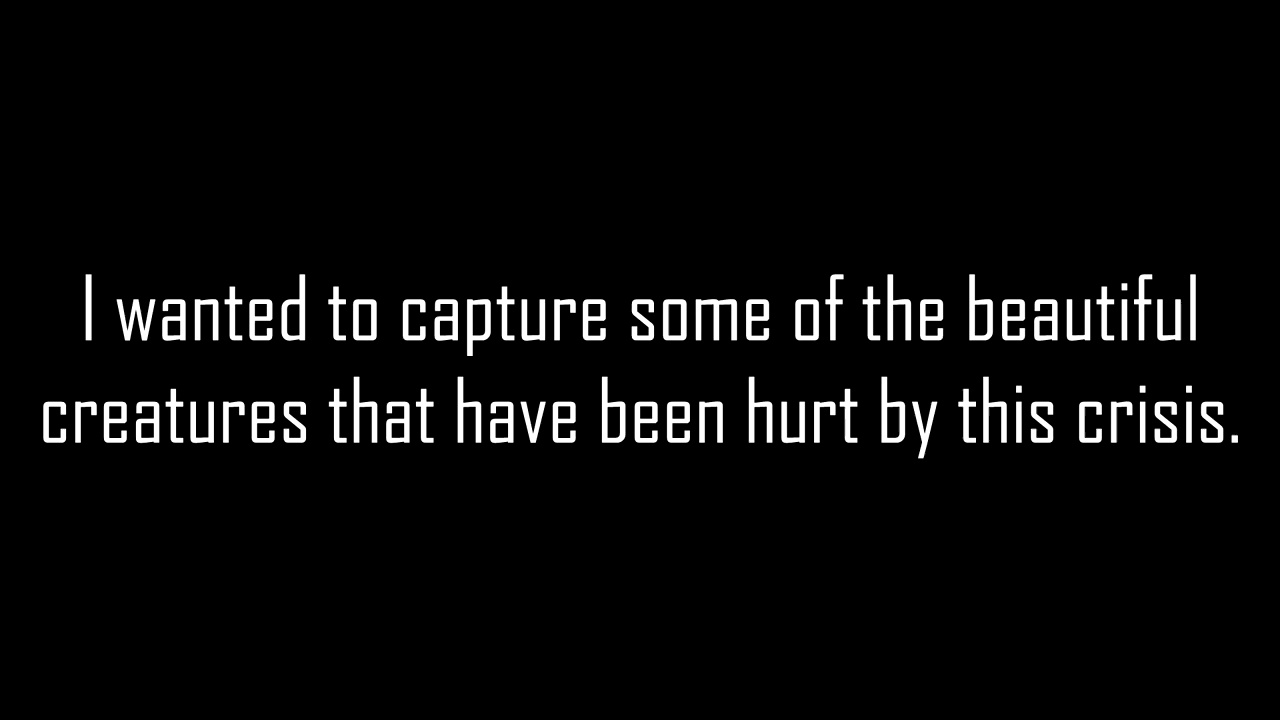 I wanted to capture some of the beautiful
creatures that have been hurt by this crisis.